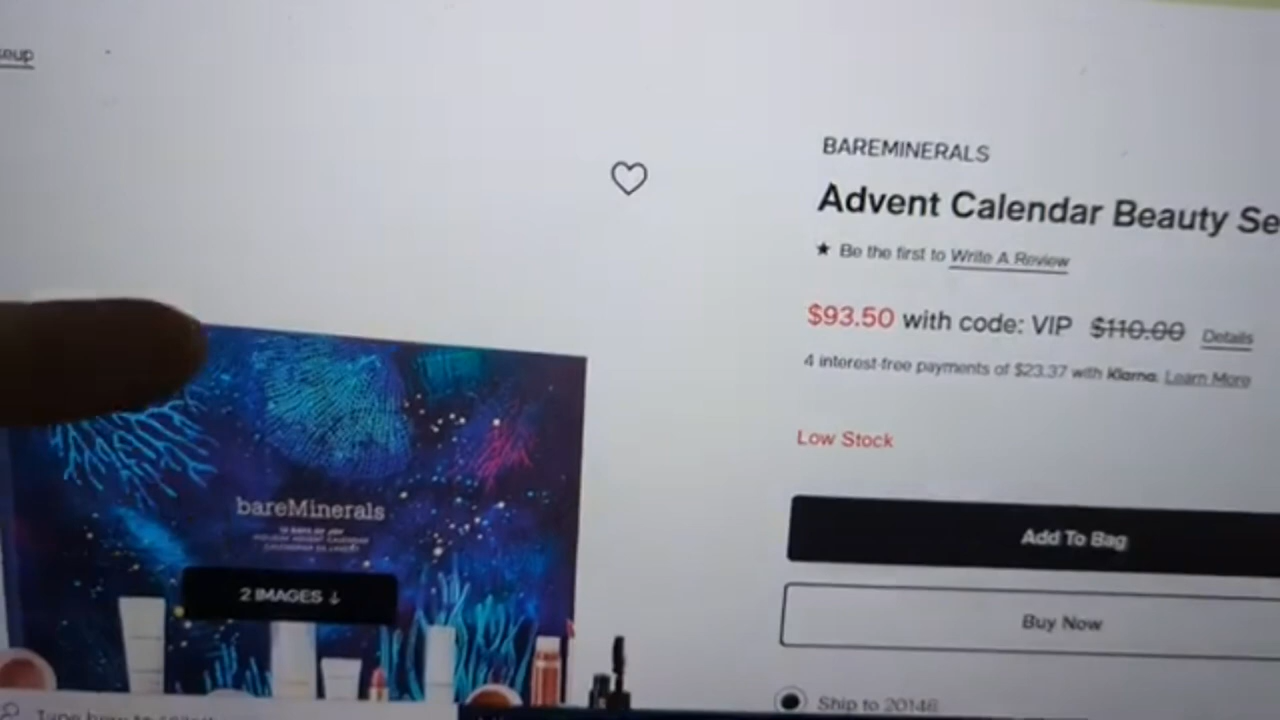 BAREMINERALS
Advent Calendar Beauty Se
★ Be the first to Write A Review
$93.50 with code: VIP $110.00 Details
4 interest-free payments of $23.37 with Klarna. Learn More
Low Stock
bareMinerals
2 IMAGES ↓
Add To Bag
Buy Now
Ship to 20146